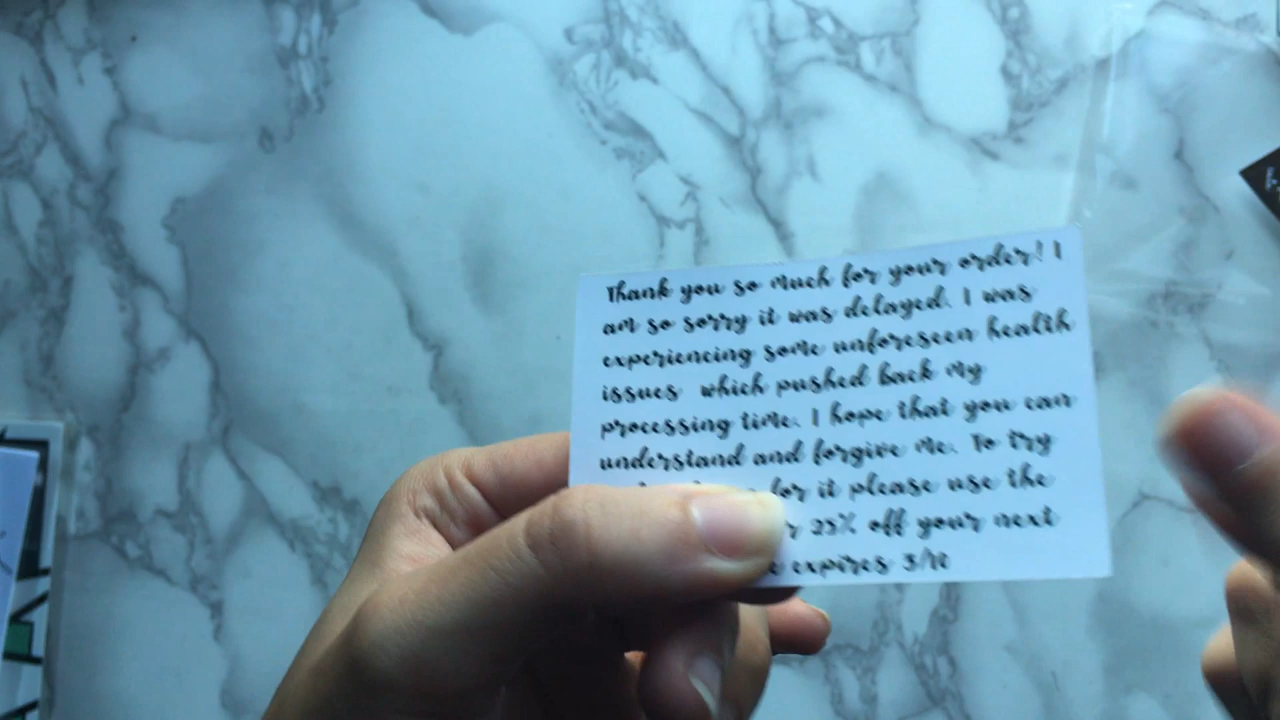 Thank you so much for your order! I
am so sorry it was delayed. I was
experiencing some unforeseen health
issues which pushed back my
processing time. I hope that you can
understand and forgive me. To try
for it please use the
25% off your next
expires 3/10